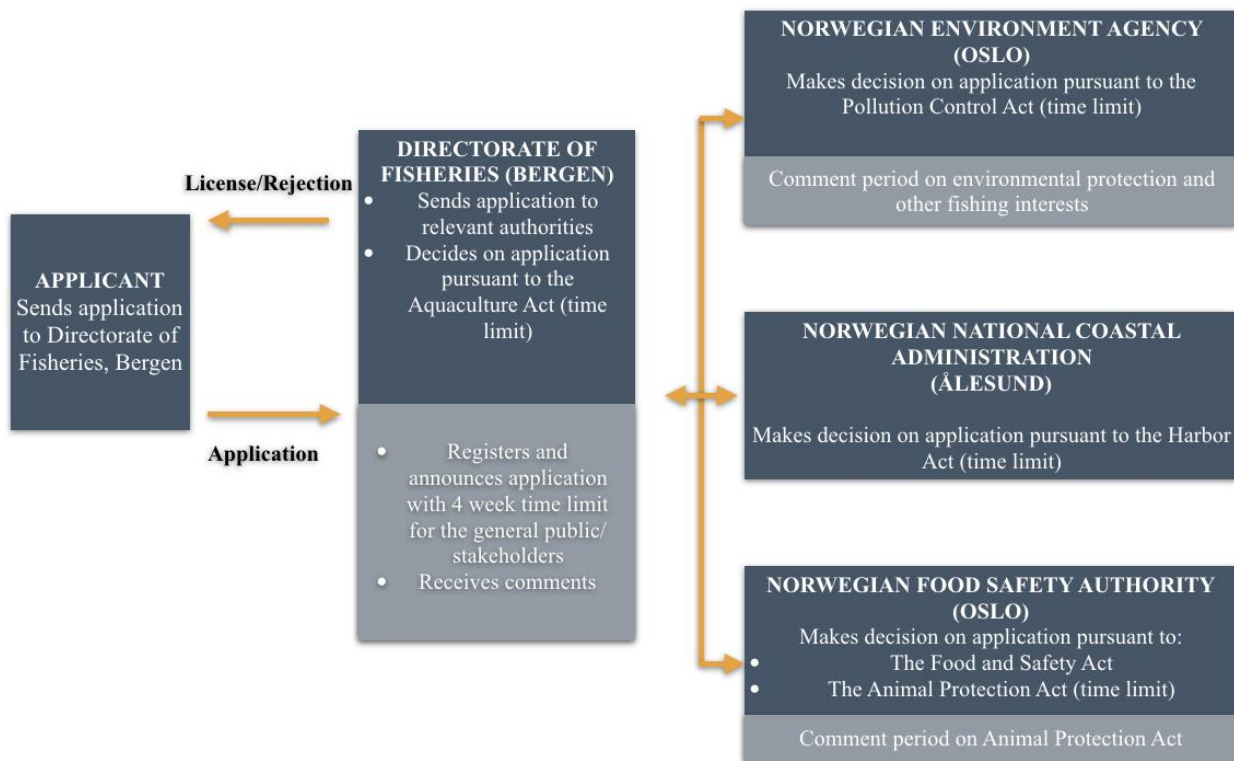 APPLICANT
Sends application
to Directorate of
Fisheries, Bergen
License/Rejection
Application
DIRECTORATE OF
FISHERIES (BERGEN)
• Sends application to
relevant authorities
• Decides on application
pursuant to the
Aquaculture Act (time
limit)
• Registers and
announces application
with 4 week time limit
for the general public/
stakeholders
• Receives comments
NORWEGIAN ENVIRONMENT AGENCY
(OSLO)
Makes decision on application pursuant to the
Pollution Control Act (time limit)
Comment period on environmental protection and
other fishing interests
NORWEGIAN NATIONAL COASTAL
ADMINISTRATION
(ÅLESUND)
Makes decision on application pursuant to the Harbor
Act (time limit)
NORWEGIAN FOOD SAFETY AUTHORITY
(OSLO)
Makes decision on application pursuant to:
• The Food and Safety Act
• The Animal Protection Act (time limit)
Comment period on Animal Protection Act